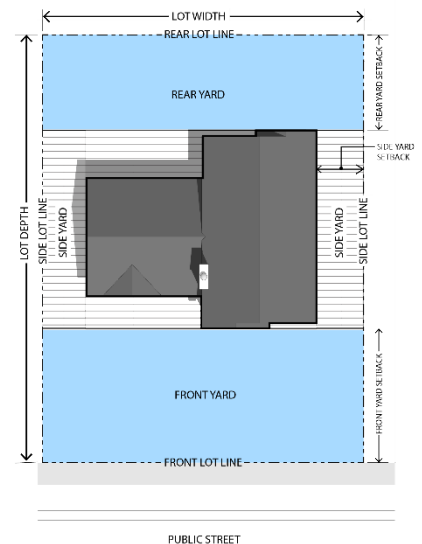 LOT WIDTH
REAR LOT LINE
REAR YARD
REAR YARD SETBACK
SIDE YARD
SETBACK
LOT DEPTH
SIDE LOT LINE
SIDE YARD
SIDE YARD
SIDE LOT LINE
FRONT YARD
FRONT YARD SETBACK
FRONT LOT LINE
PUBLIC STREET